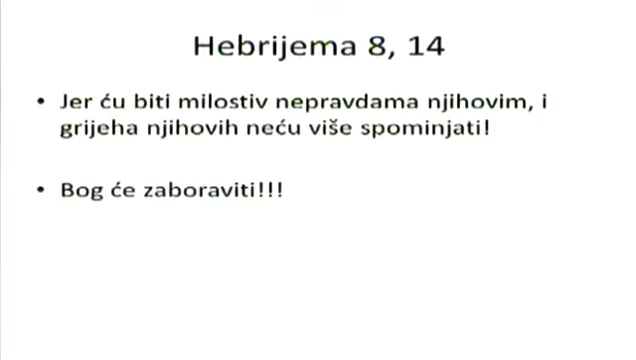 Hebrijema 8, 14
• Jer ću biti milostiv nepravdama njihovim, i
grijeha njihovih neću više spominjati!
• Bog će zaboraviti!!!